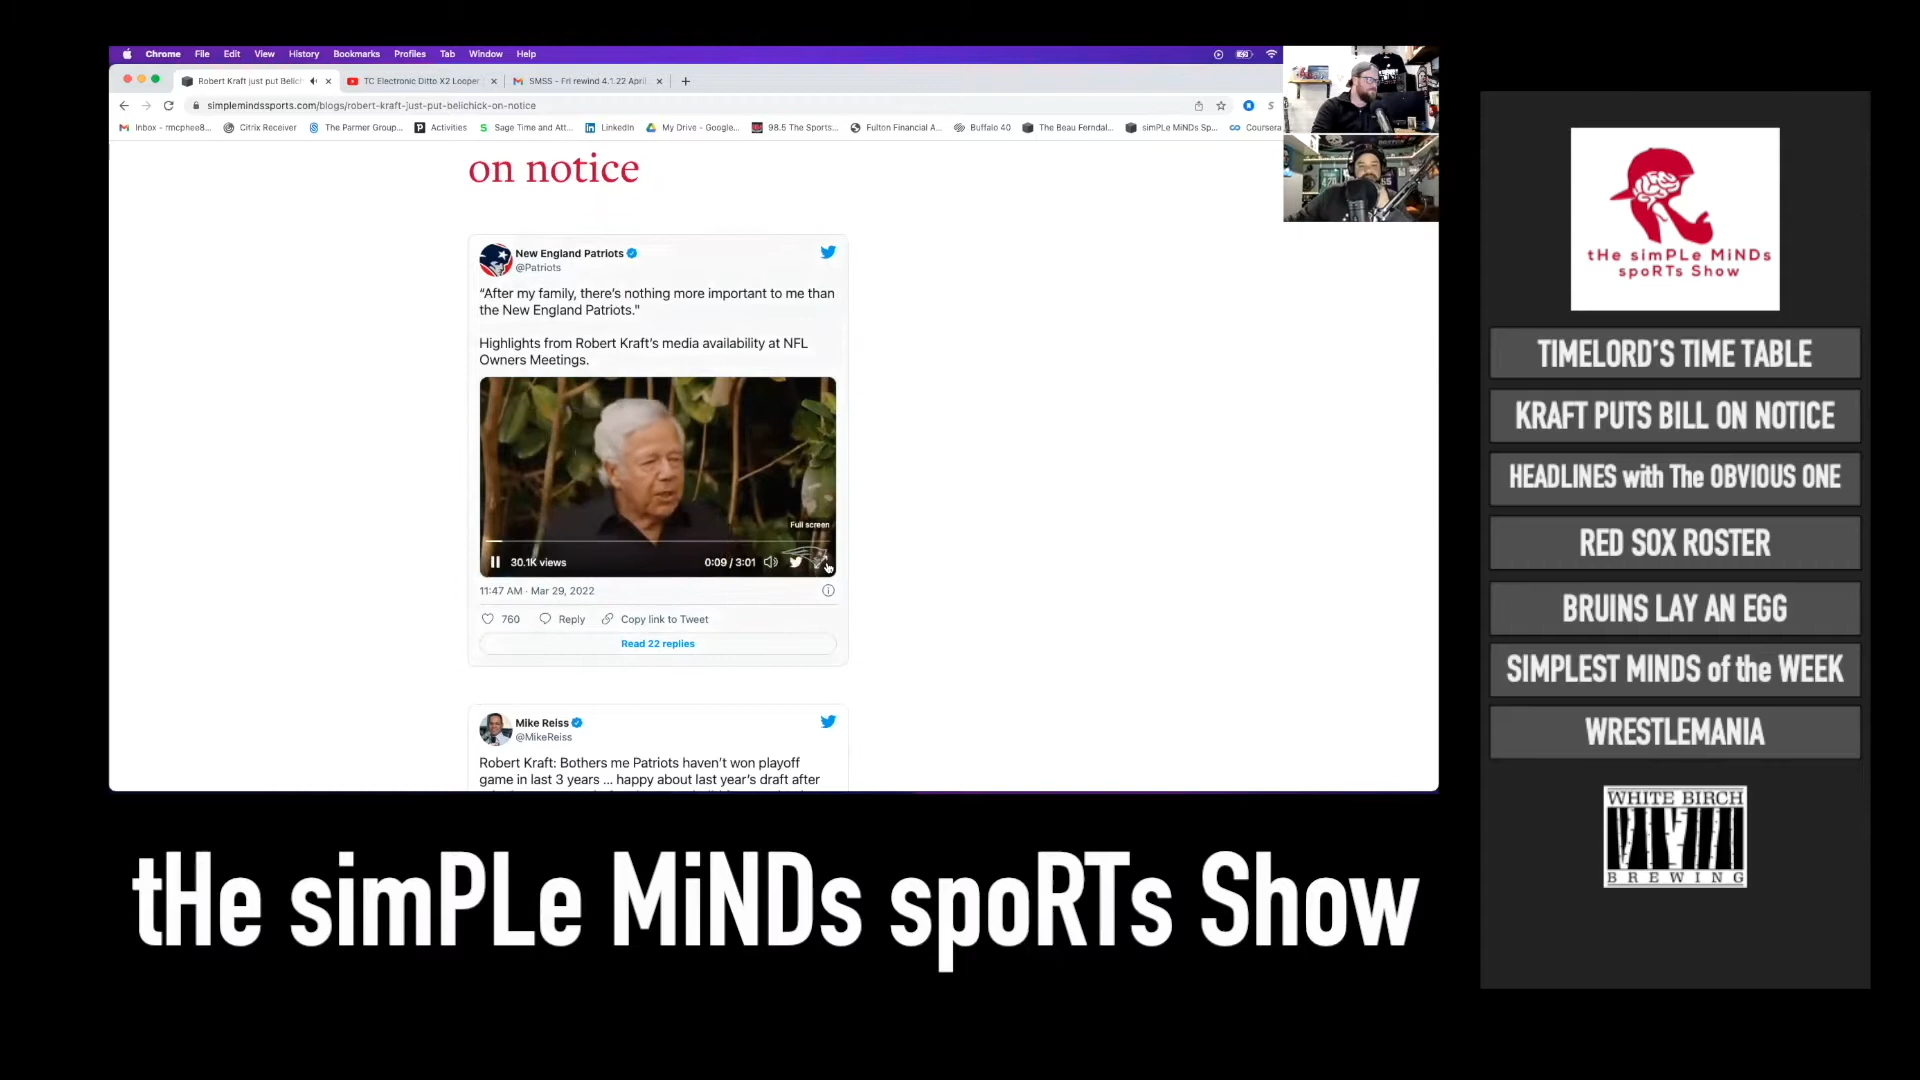 Chrome File Edit View History Bookmarks Profiles Tab Window Help
Robert Kraft just put Belich
TC Electronic Ditto X2 Looper
SMSS - Fri rewind 4.1.22 April
simplemindssports.com/blogs/robert-kraft-just-put-belichick-on-notice
Inbox - rmcphee8... Citrix Receiver The Parmer Group... Activities Sage Time and Att... LinkedIn My Drive - Google... 98.5 The Sports... Fulton Financial A... Buffalo 40 The Beau Ferndal... simPLe MiNDs Sp... Coursera
on notice
New England Patriots
@Patriots
“After my family, there’s nothing more important to me than
the New England Patriots."
Highlights from Robert Kraft’s media availability at NFL
Owners Meetings.
Full screen
30.1K views
0:09 / 3:01
11:47 AM · Mar 29, 2022
760 Reply Copy link to Tweet
Read 22 replies
Mike Reiss
@MikeReiss
Robert Kraft: Bothers me Patriots haven’t won playoff
game in last 3 years ... happy about last year’s draft after
tHe simPLe MiNDs
spoRTs Show
TIMELORD’S TIME TABLE
KRAFT PUTS BILL ON NOTICE
HEADLINES with The OBVIOUS ONE
RED SOX ROSTER
BRUINS LAY AN EGG
SIMPLEST MINDS of the WEEK
WRESTLEMANIA
WHITE BIRCH
BREWING
tHe simPLe MiNDs spoRTs Show